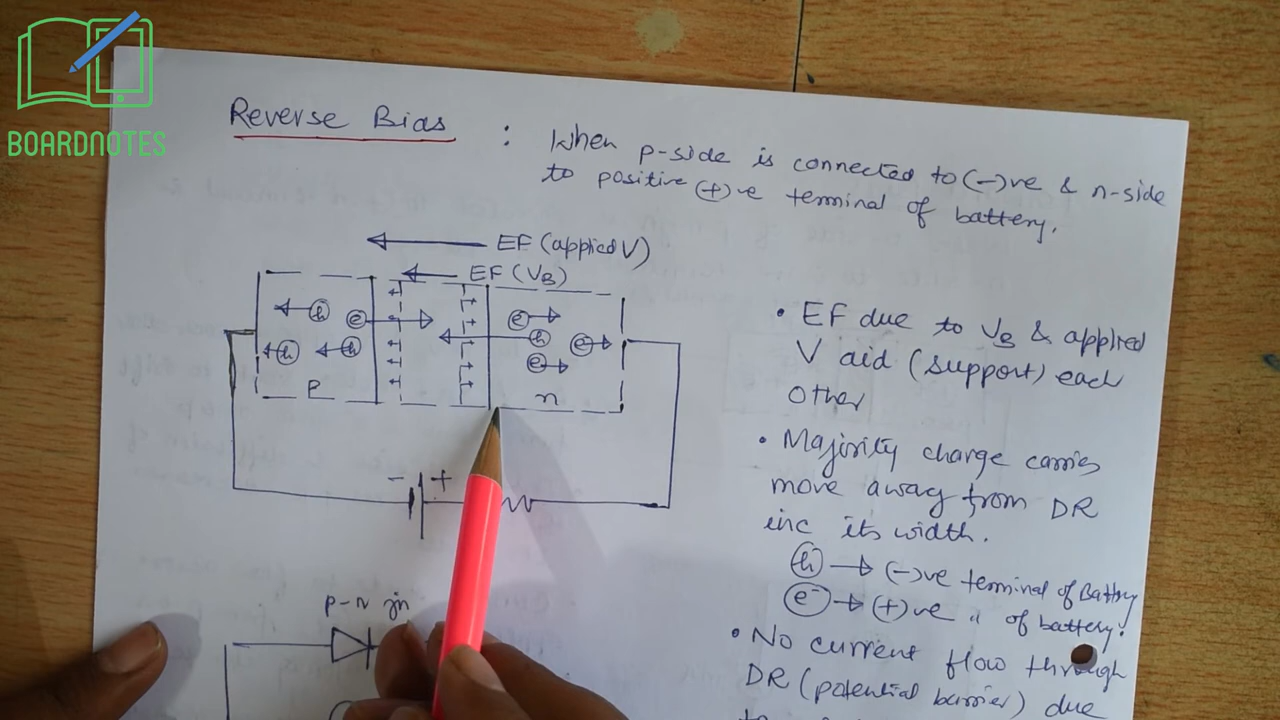 BOARDNOTES
Reverse Bias
: When p-side is connected to (-)ve & n-side
to positive (+)ve terminal of battery.
EF (applied V)
EF (VB)
h e e h e
h h e
P n
- +
• EF due to VB & applied
V aid (support) each
other
• Majority charge carries
move away from DR
inc its width.
h → (-)ve terminal of Battery
e- → (+)ve " of battery.
• No current flow through
DR (potential barrier) due
to
p-n jn